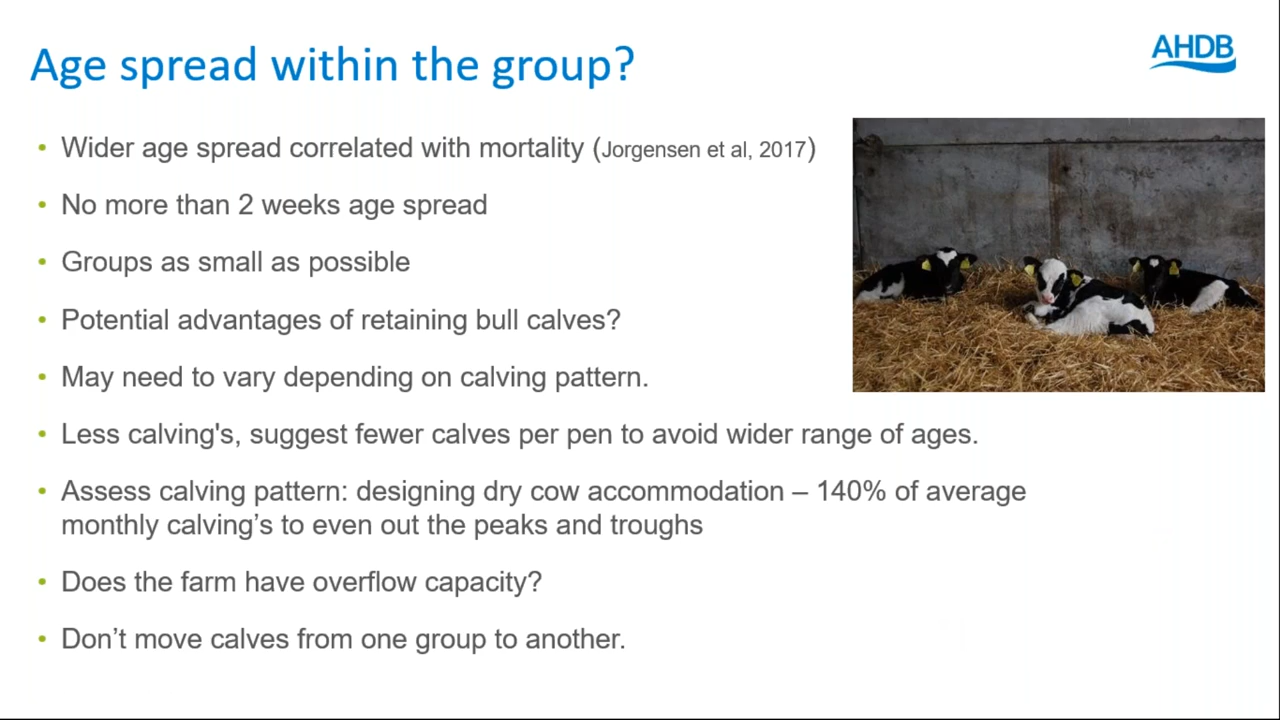 Age spread within the group?
AHDB
• Wider age spread correlated with mortality (Jorgensen et al, 2017)
• No more than 2 weeks age spread
• Groups as small as possible
• Potential advantages of retaining bull calves?
• May need to vary depending on calving pattern.
• Less calving's, suggest fewer calves per pen to avoid wider range of ages.
• Assess calving pattern: designing dry cow accommodation – 140% of average
monthly calving’s to even out the peaks and troughs
• Does the farm have overflow capacity?
• Don’t move calves from one group to another.